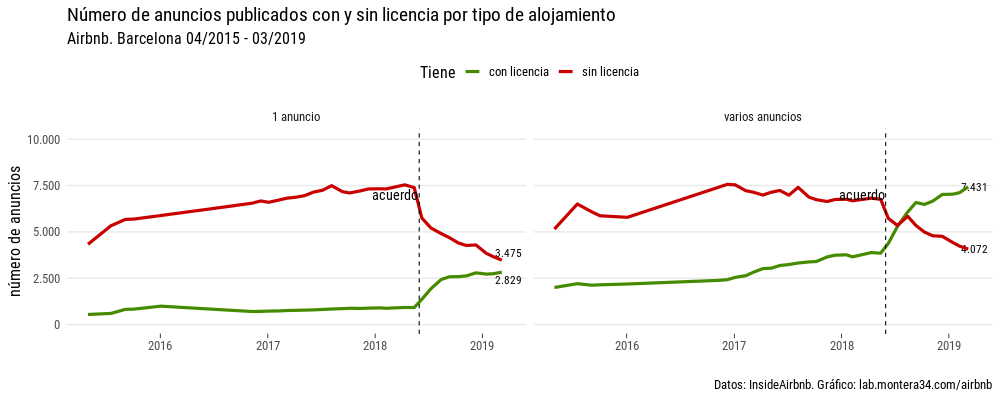 Número de anuncios publicados con y sin licencia por tipo de alojamiento
Airbnb. Barcelona 04/2015 - 03/2019
Tiene con licencia sin licencia
1 anuncio
varios anuncios
número de anuncios
10.000
7.500
5.000
2.500
0
acuerdo
3.475
2.829
acuerdo
7.431
4.072
2016 2017 2018 2019
2016 2017 2018 2019
Datos: InsideAirbnb. Gráfico: lab.montera34.com/airbnb